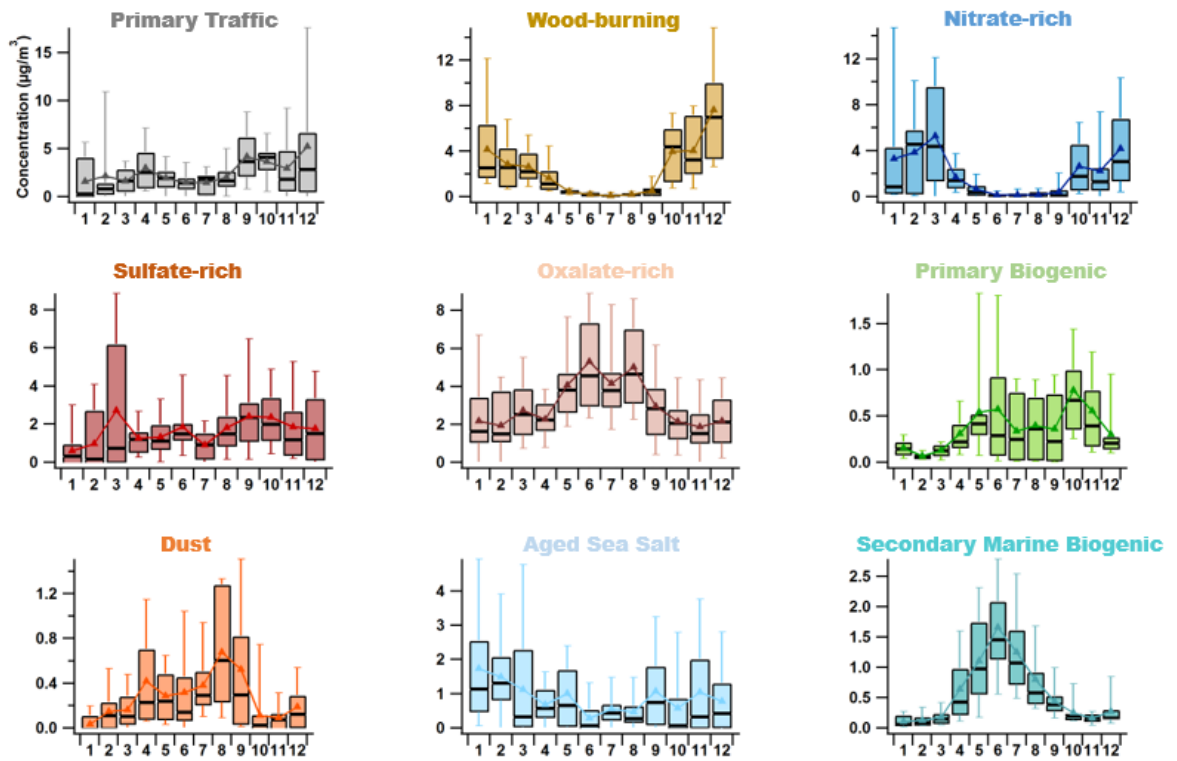 Primary Traffic
Wood-burning
Nitrate-rich
Concentration (µg/m³)
15
10
5
0
1 2 3 4 5 6 7 8 9 10 11 12
12
8
4
0
1 2 3 4 5 6 7 8 9 10 11 12
12
8
4
0
1 2 3 4 5 6 7 8 9 10 11 12
Sulfate-rich
Oxalate-rich
Primary Biogenic
8
6
4
2
0
1 2 3 4 5 6 7 8 9 10 11 12
8
6
4
2
0
1 2 3 4 5 6 7 8 9 10 11 12
1.5
1.0
0.5
0.0
1 2 3 4 5 6 7 8 9 10 11 12
Dust
Aged Sea Salt
Secondary Marine Biogenic
1.2
0.8
0.4
0.0
1 2 3 4 5 6 7 8 9 10 11 12
4
3
2
1
0
1 2 3 4 5 6 7 8 9 10 11 12
2.5
2.0
1.5
1.0
0.5
0.0
1 2 3 4 5 6 7 8 9 10 11 12